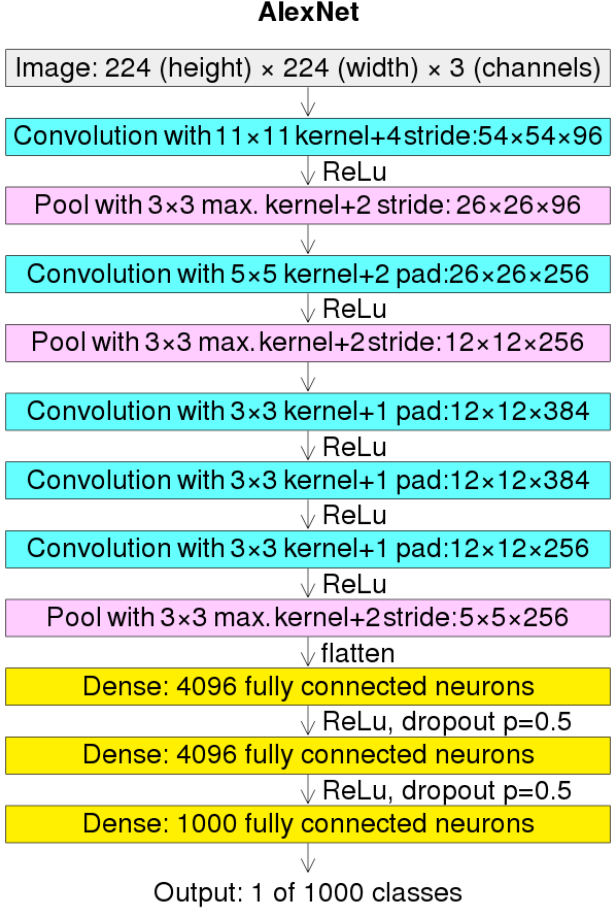 AlexNet
Image: 224 (height) × 224 (width) × 3 (channels)
Convolution with 11×11 kernel+4 stride:54×54×96
ReLu
Pool with 3×3 max. kernel+2 stride: 26×26×96
Convolution with 5×5 kernel+2 pad:26×26×256
ReLu
Pool with 3×3 max. kernel+2 stride:12×12×256
Convolution with 3×3 kernel+1 pad:12×12×384
ReLu
Convolution with 3×3 kernel+1 pad:12×12×384
ReLu
Convolution with 3×3 kernel+1 pad:12×12×256
ReLu
Pool with 3×3 max. kernel+2 stride:5×5×256
flatten
Dense: 4096 fully connected neurons
ReLu, dropout p=0.5
Dense: 4096 fully connected neurons
ReLu, dropout p=0.5
Dense: 1000 fully connected neurons
Output: 1 of 1000 classes